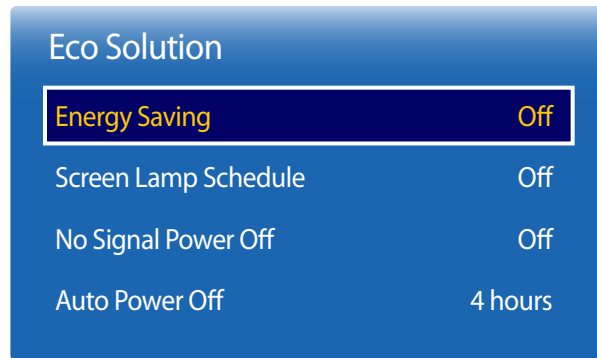 Eco Solution
Energy Saving Off
Screen Lamp Schedule Off
No Signal Power Off Off
Auto Power Off 4 hours